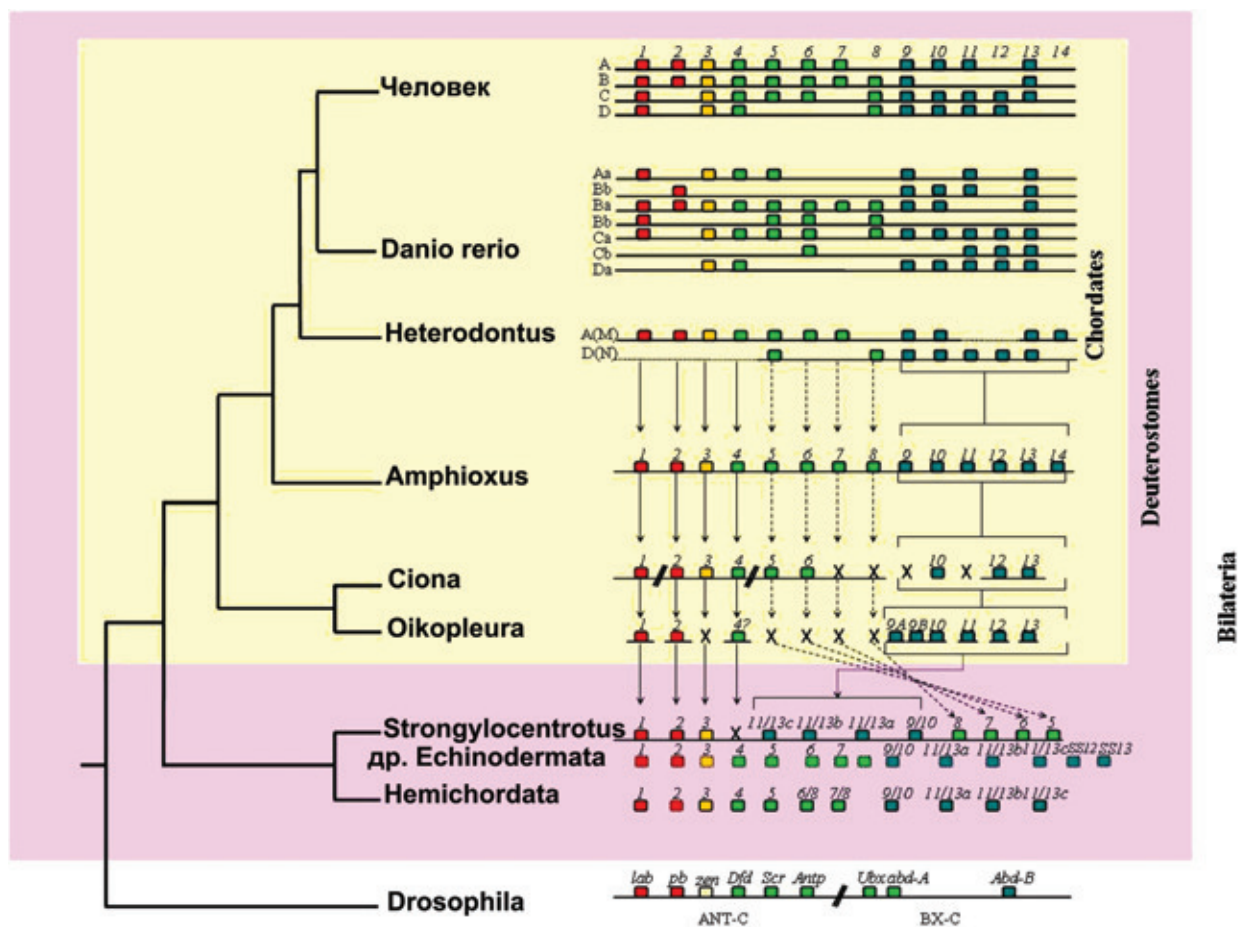 1 2 3 4 5 6 7 8 9 10 11 12 13 14
A
Человек
B
C
D
Aa
Bb
Ba
Bb
Danio rerio
Ca
Cb
Da
Chordates
Heterodontus
A(M)
D(N)
Deuterostomes
Amphioxus
1 2 3 4 5 6 7 8 9 10 11 12 13 14
Bilateria
Ciona
1 2 3 4 5 6 X X X 10 X 12 13
Oikopleura
1 2 X 4? X X X X 9A 9B 10 11 12 13
Strongylocentrotus
1 2 3 X 11/13c 11/13b 11/13a 9/10 8 7 6 5
др. Echinodermata
1 2 3 4 5 6 7 9/10 11/13a 11/13b 11/13c SS12 SS13
Hemichordata
1 2 3 4 5 6/8 7/8 9/10 11/13a 11/13b 11/13c
Drosophila
lab pb zen Dfd Scr Antp Ubx abd-A Abd-B
ANT-C BX-C